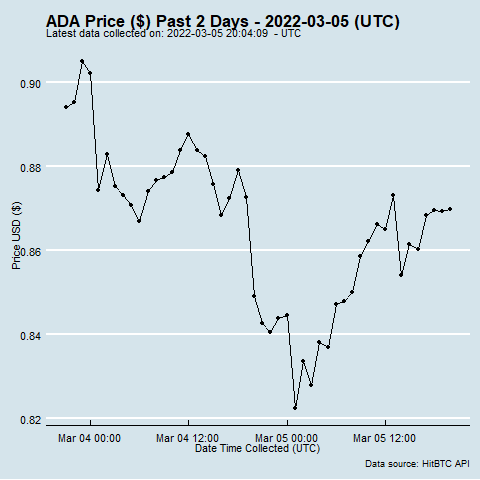 ADA Price ($) Past 2 Days - 2022-03-05 (UTC)
Latest data collected on: 2022-03-05 20:04:09  - UTC
0.90
0.88
0.86
0.84
0.82
Price USD ($)
Mar 04 00:00 Mar 04 12:00 Mar 05 00:00 Mar 05 12:00
Date Time Collected (UTC)
Data source: HitBTC API